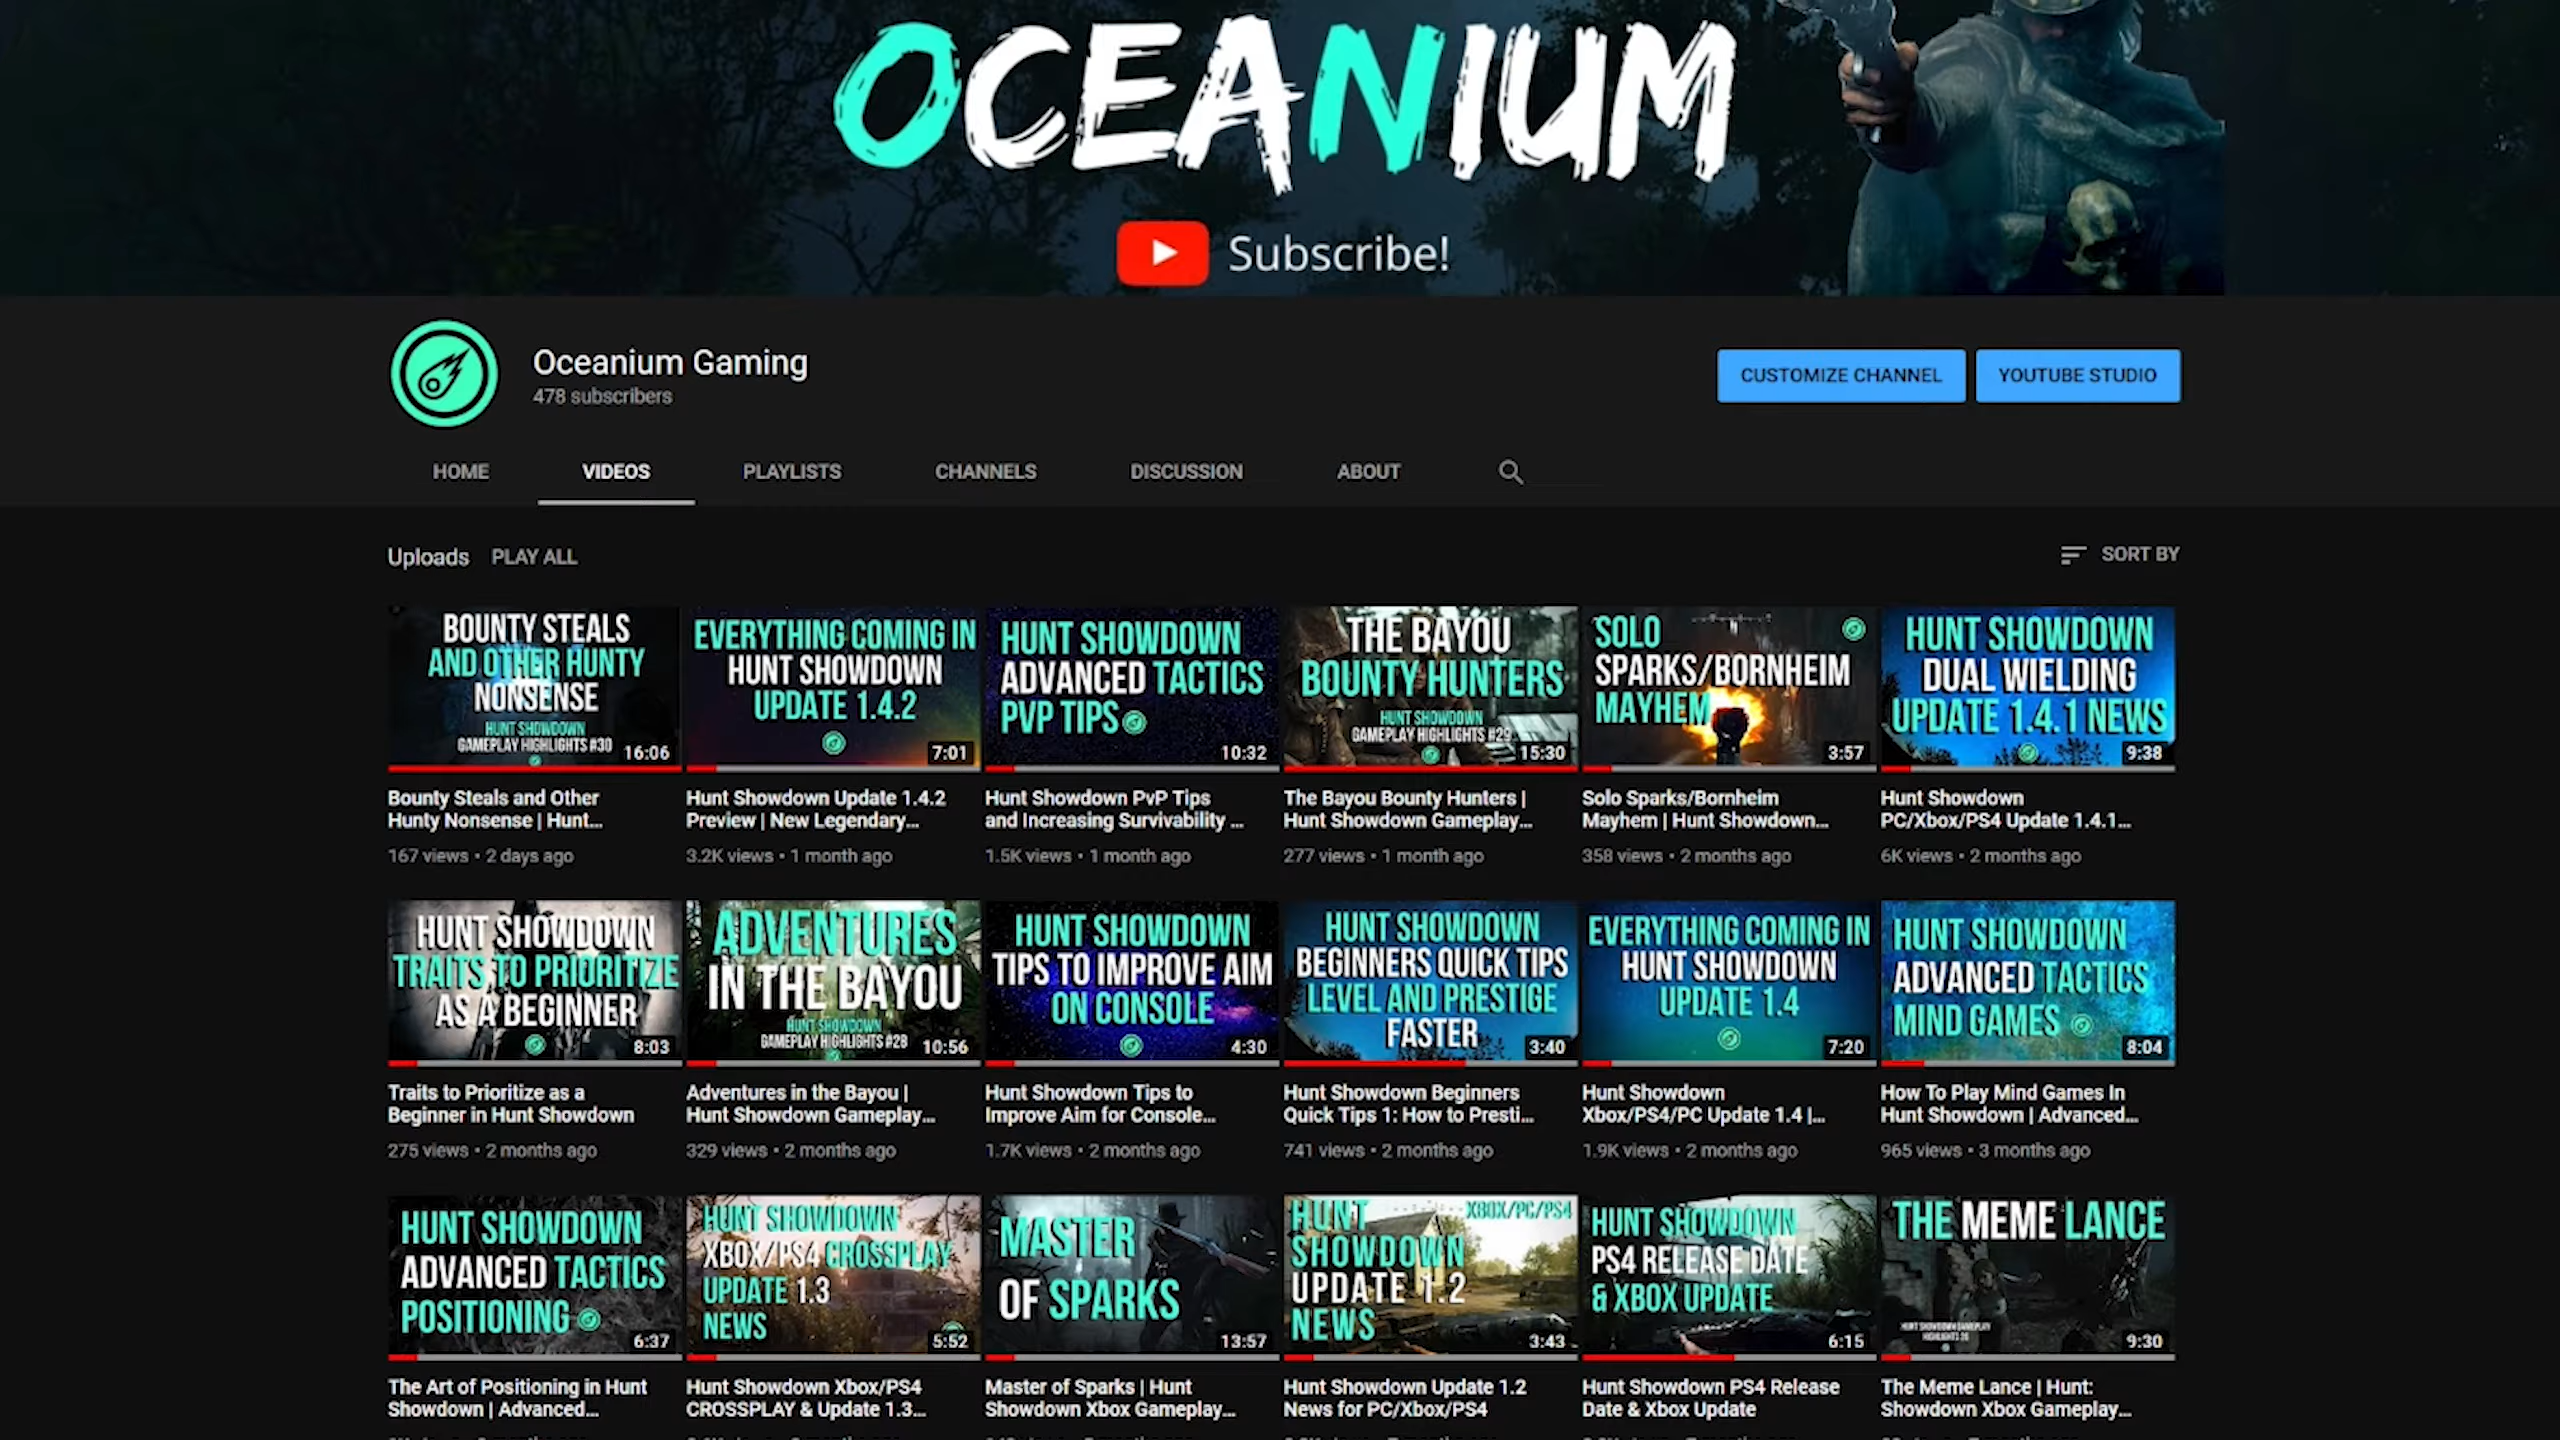 OCEANIUM
Subscribe!
Oceanium Gaming
478 subscribers
CUSTOMIZE CHANNEL
YOUTUBE STUDIO
HOME
VIDEOS
PLAYLISTS
CHANNELS
DISCUSSION
ABOUT
Uploads
PLAY ALL
SORT BY
BOUNTY STEALS
AND OTHER HUNTY
NONSENSE
HUNT SHOWDOWN
GAMEPLAY HIGHLIGHTS #30
16:06
Bounty Steals and Other
Hunty Nonsense | Hunt...
167 views • 2 days ago
EVERYTHING COMING IN
HUNT SHOWDOWN
UPDATE 1.4.2
7:01
Hunt Showdown Update 1.4.2
Preview | New Legendary...
3.2K views • 1 month ago
HUNT SHOWDOWN
ADVANCED TACTICS
PVP TIPS
10:32
Hunt Showdown PvP Tips
and Increasing Survivability ...
1.5K views • 1 month ago
THE BAYOU
BOUNTY HUNTERS
HUNT SHOWDOWN
GAMEPLAY HIGHLIGHTS #29
15:30
The Bayou Bounty Hunters |
Hunt Showdown Gameplay...
277 views • 1 month ago
SOLO
SPARKS/BORNHEIM
MAYHEM
3:57
Solo Sparks/Bornheim
Mayhem | Hunt Showdown...
358 views • 2 months ago
HUNT SHOWDOWN
DUAL WIELDING
UPDATE 1.4.1 NEWS
9:38
Hunt Showdown
PC/Xbox/PS4 Update 1.4.1...
6K views • 2 months ago
HUNT SHOWDOWN
TRAITS TO PRIORITIZE
AS A BEGINNER
8:03
Traits to Prioritize as a
Beginner in Hunt Showdown
275 views • 2 months ago
ADVENTURES
IN THE BAYOU
HUNT SHOWDOWN
GAMEPLAY HIGHLIGHTS #28
10:56
Adventures in the Bayou |
Hunt Showdown Gameplay...
329 views • 2 months ago
HUNT SHOWDOWN
TIPS TO IMPROVE AIM
ON CONSOLE
4:30
Hunt Showdown Tips to
Improve Aim for Console...
1.7K views • 2 months ago
HUNT SHOWDOWN
BEGINNERS QUICK TIPS
LEVEL AND PRESTIGE
FASTER
3:40
Hunt Showdown Beginners
Quick Tips 1: How to Presti...
741 views • 2 months ago
EVERYTHING COMING IN
HUNT SHOWDOWN
UPDATE 1.4
7:20
Hunt Showdown
Xbox/PS4/PC Update 1.4 |...
1.9K views • 2 months ago
HUNT SHOWDOWN
ADVANCED TACTICS
MIND GAMES
8:04
How To Play Mind Games In
Hunt Showdown | Advanced...
965 views • 3 months ago
HUNT SHOWDOWN
ADVANCED TACTICS
POSITIONING
6:37
The Art of Positioning in Hunt
Showdown | Advanced...
HUNT SHOWDOWN
XBOX/PS4 CROSSPLAY
UPDATE 1.3
NEWS
5:52
Hunt Showdown Xbox/PS4
CROSSPLAY & Update 1.3...
MASTER
OF SPARKS
13:57
Master of Sparks | Hunt
Showdown Xbox Gameplay...
XBOX/PC/PS4
HUNT
SHOWDOWN
UPDATE 1.2
NEWS
3:43
Hunt Showdown Update 1.2
News for PC/Xbox/PS4
HUNT SHOWDOWN
PS4 RELEASE DATE
& XBOX UPDATE
6:15
Hunt Showdown PS4 Release
Date & Xbox Update
THE MEME LANCE
HUNT SHOWDOWN GAMEPLAY
HIGHLIGHTS 26
9:30
The Meme Lance | Hunt:
Showdown Xbox Gameplay...